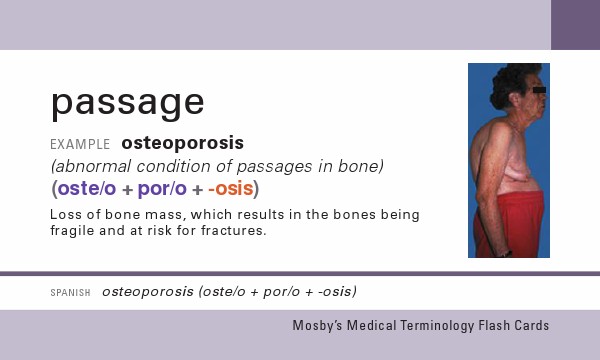 passage
EXAMPLE osteoporosis
(abnormal condition of passages in bone)
(oste/o + por/o + -osis)
Loss of bone mass, which results in the bones being
fragile and at risk for fractures.
SPANISH osteoporosis (oste/o + por/o + -osis)
Mosby's Medical Terminology Flash Cards